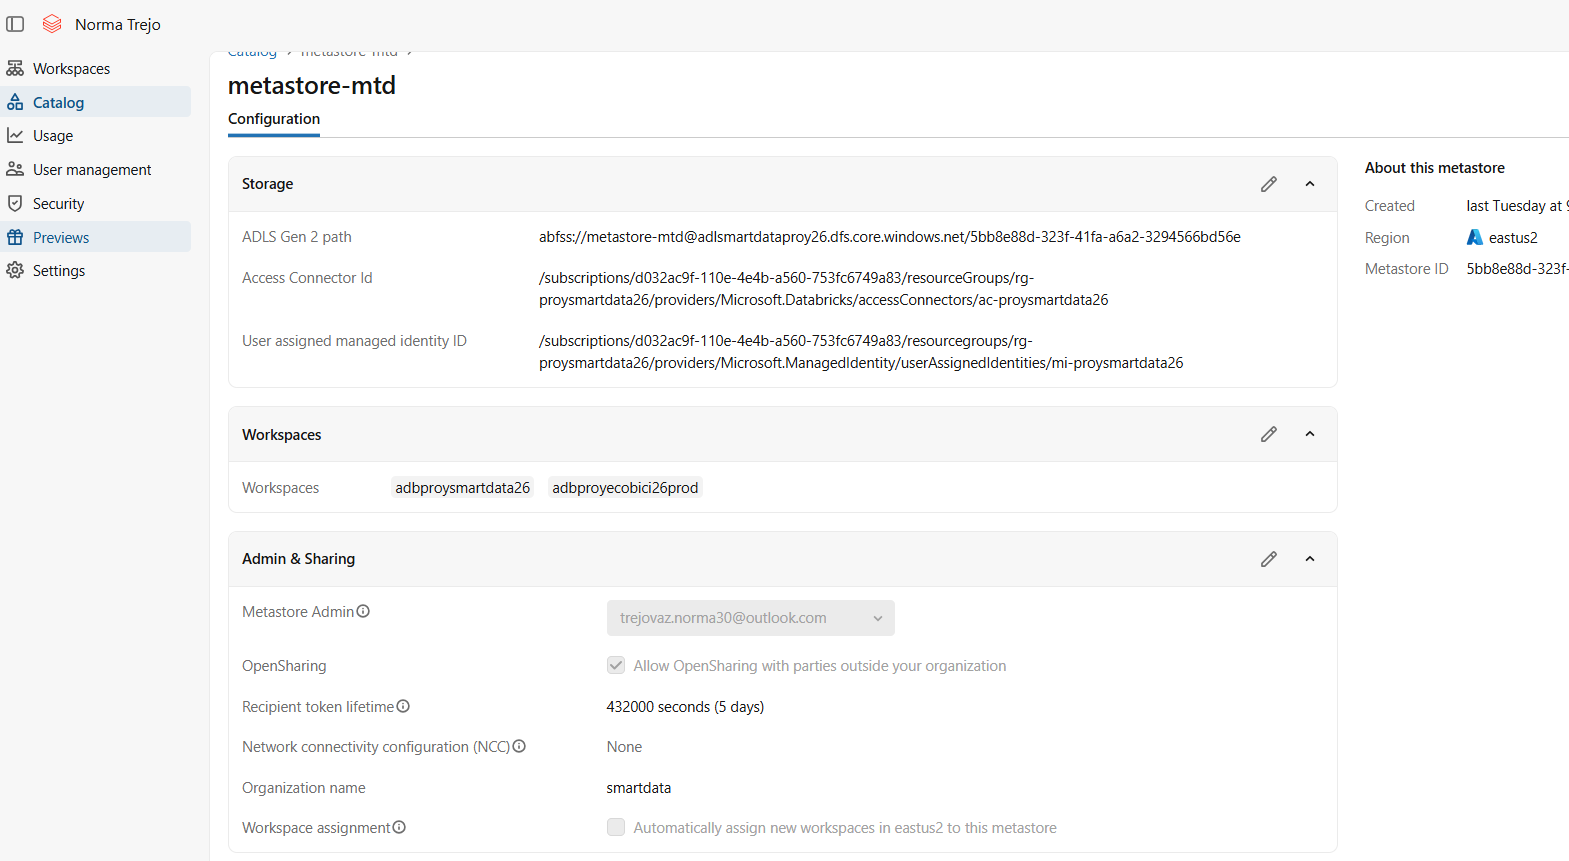 Norma Trejo
Workspaces
Catalog
Usage
User management
Security
Previews
Settings
Catalog > metastore-mtd >
metastore-mtd
Configuration
Storage
ADLS Gen 2 path
abfss://metastore-mtd@adlsmartdataproy26.dfs.core.windows.net/5bb8e88d-323f-41fa-a6a2-3294566bd56e
Access Connector Id
/subscriptions/d032ac9f-110e-4e4b-a560-753fc6749a83/resourceGroups/rg-
proysmartdata26/providers/Microsoft.Databricks/accessConnectors/ac-proysmartdata26
User assigned managed identity ID
/subscriptions/d032ac9f-110e-4e4b-a560-753fc6749a83/resourcegroups/rg-
proysmartdata26/providers/Microsoft.ManagedIdentity/userAssignedIdentities/mi-proysmartdata26
Workspaces
Workspaces
adbproysmartdata26 adbproyecobici26prod
Admin & Sharing
Metastore Admin
trejovaz.norma30@outlook.com
OpenSharing
Allow OpenSharing with parties outside your organization
Recipient token lifetime
432000 seconds (5 days)
Network connectivity configuration (NCC)
None
Organization name
smartdata
Workspace assignment
Automatically assign new workspaces in eastus2 to this metastore
About this metastore
Created
last Tuesday at 9
Region
eastus2
Metastore ID
5bb8e88d-323f-